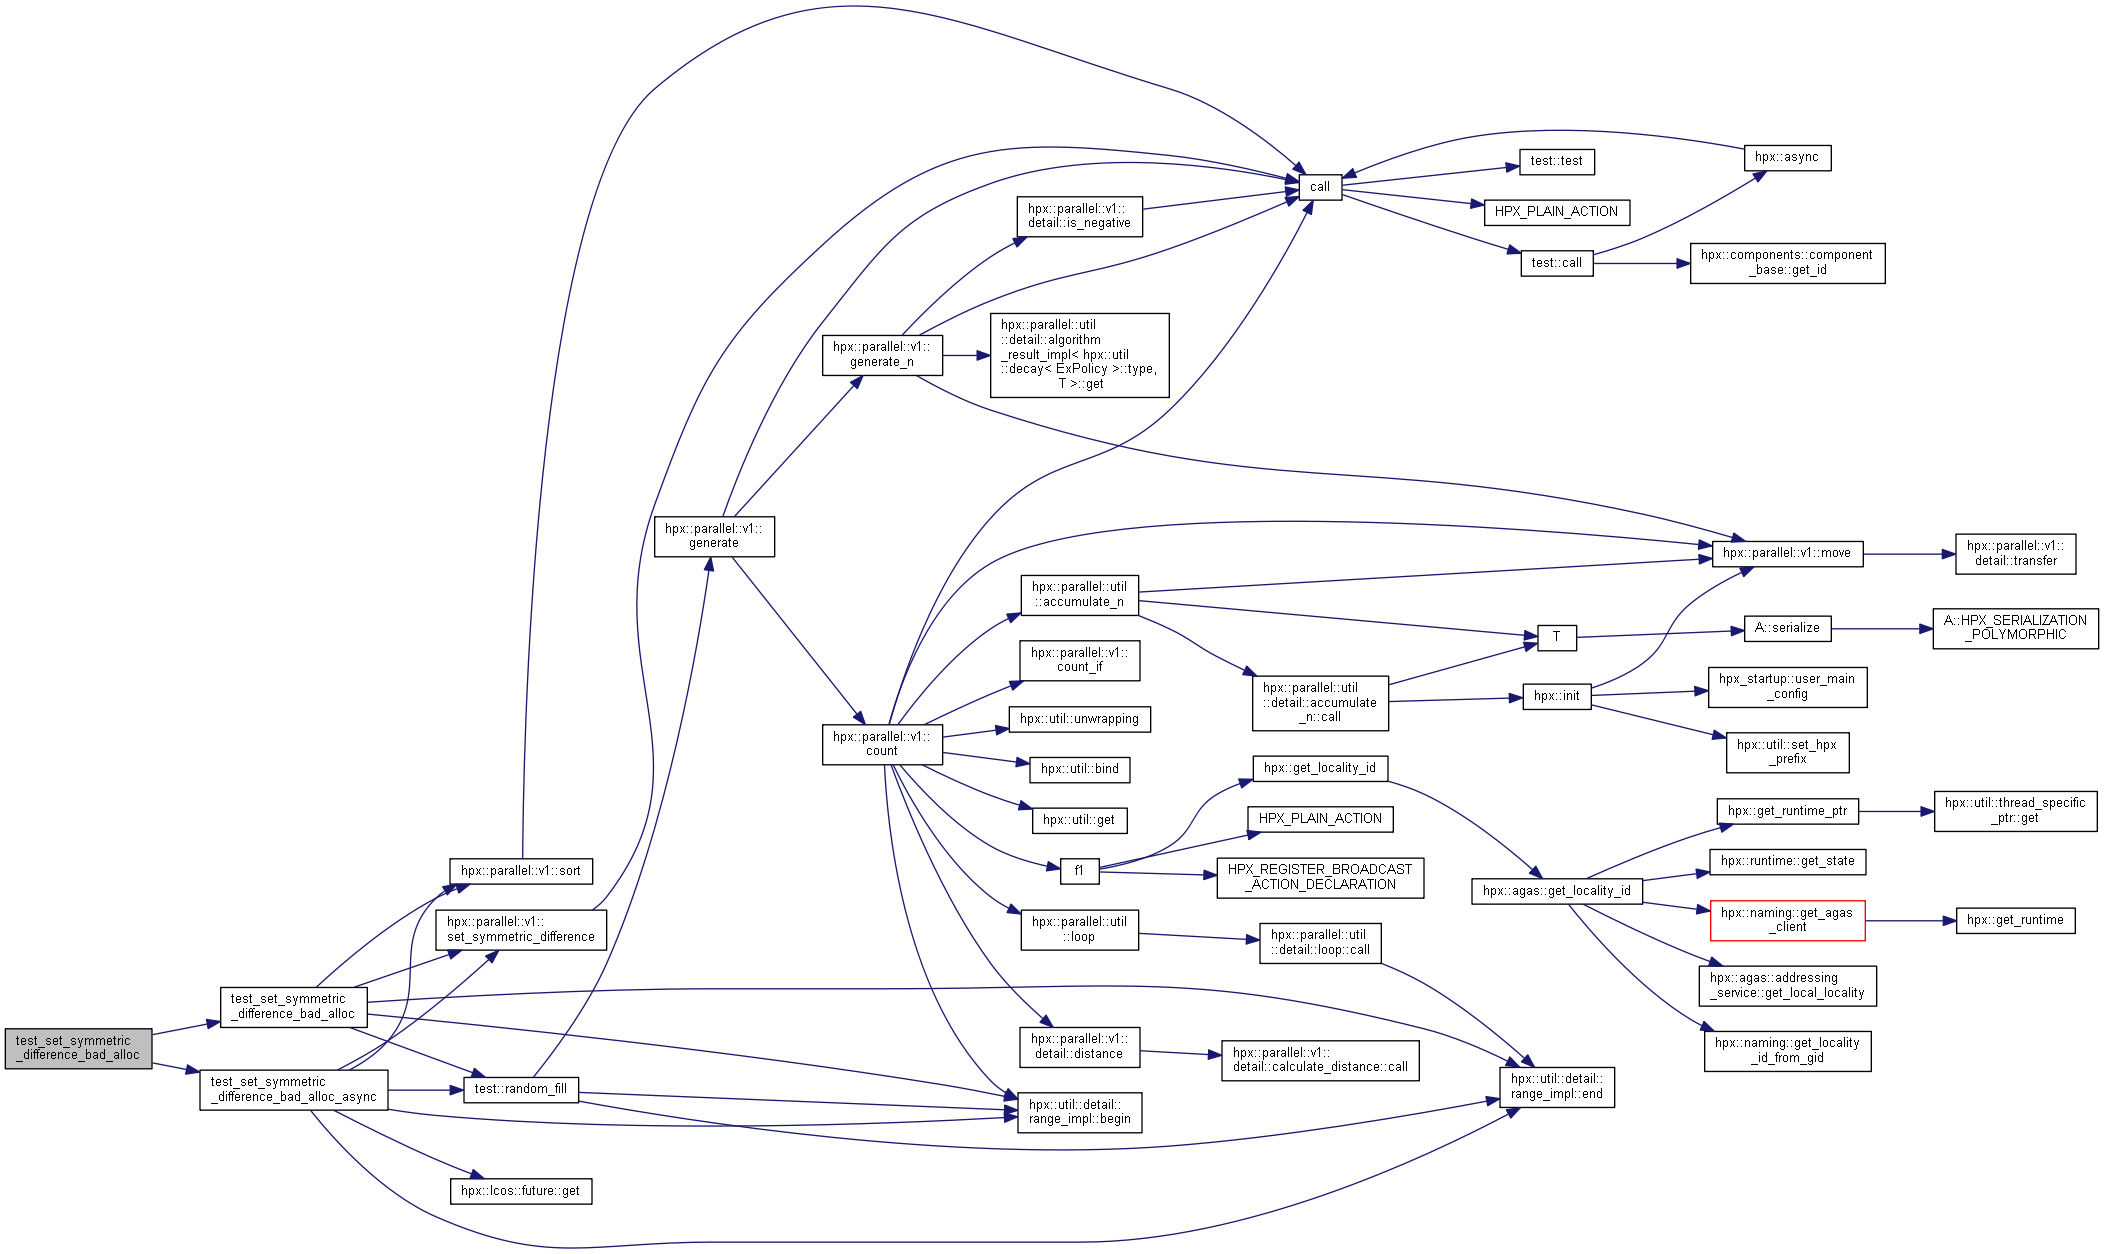 test_set_symmetric
_difference_bad_alloc
test_set_symmetric
_difference_bad_alloc
test_set_symmetric
_difference_bad_alloc_async
hpx::parallel::v1::sort
hpx::parallel::v1::
set_symmetric_difference
test::random_fill
hpx::lcos::future::get
hpx::parallel::v1::
generate
hpx::parallel::v1::
generate_n
hpx::parallel::v1::
count
hpx::parallel::v1::
detail::is_negative
hpx::parallel::util
::detail::algorithm
_result_impl< hpx::util
::decay< ExPolicy >::type,
T >::get
hpx::parallel::util
::accumulate_n
hpx::parallel::v1::
count_if
hpx::util::unwrapping
hpx::util::bind
hpx::util::get
f1
hpx::parallel::util
::loop
hpx::parallel::v1::
detail::distance
hpx::util::detail::
range_impl::begin
call
hpx::parallel::util
::detail::accumulate
_n::call
hpx::get_locality_id
HPX_PLAIN_ACTION
HPX_REGISTER_BROADCAST
_ACTION_DECLARATION
hpx::parallel::util
::detail::loop::call
hpx::parallel::v1::
detail::calculate_distance::call
test::test
HPX_PLAIN_ACTION
test::call
T
hpx::init
hpx::agas::get_locality_id
hpx::util::detail::
range_impl::end
hpx::async
hpx::components::component
_base::get_id
hpx::parallel::v1::move
A::serialize
hpx_startup::user_main
_config
hpx::util::set_hpx
_prefix
hpx::get_runtime_ptr
hpx::runtime::get_state
hpx::naming::get_agas
_client
hpx::agas::addressing
_service::get_local_locality
hpx::naming::get_locality
_id_from_gid
hpx::parallel::v1::
detail::transfer
A::HPX_SERIALIZATION
_POLYMORPHIC
hpx::util::thread_specific
_ptr::get
hpx::get_runtime